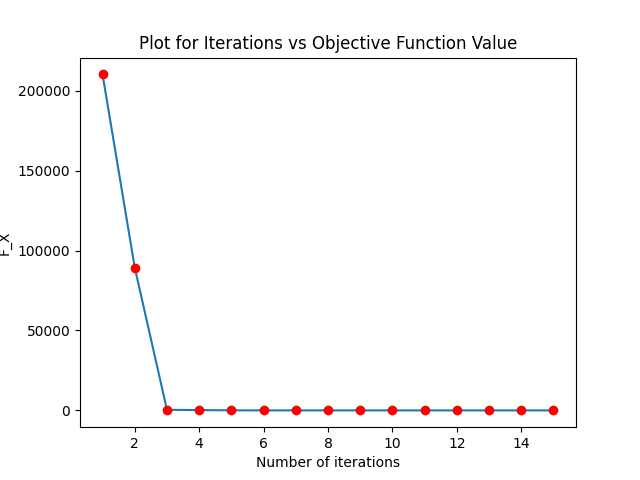 Plot for Iterations vs Objective Function Value
200000
150000
100000
50000
0
F_X
2 4 6 8 10 12 14
Number of iterations